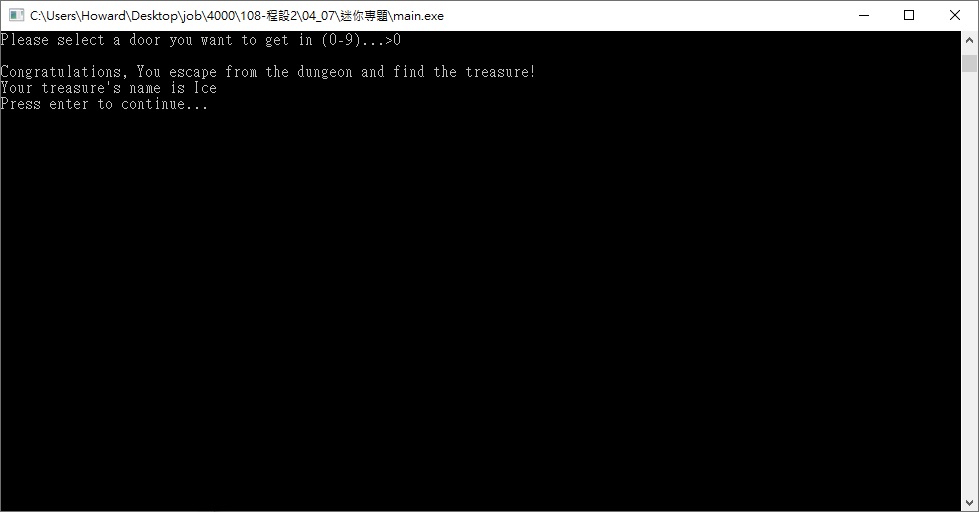 C:\Users\Howard\Desktop\job\4000\108-程設2\04_07\迷你專題\main.exe
Please select a door you want to get in (0-9)...>0
Congratulations, You escape from the dungeon and find the treasure!
Your treasure's name is Ice
Press enter to continue...